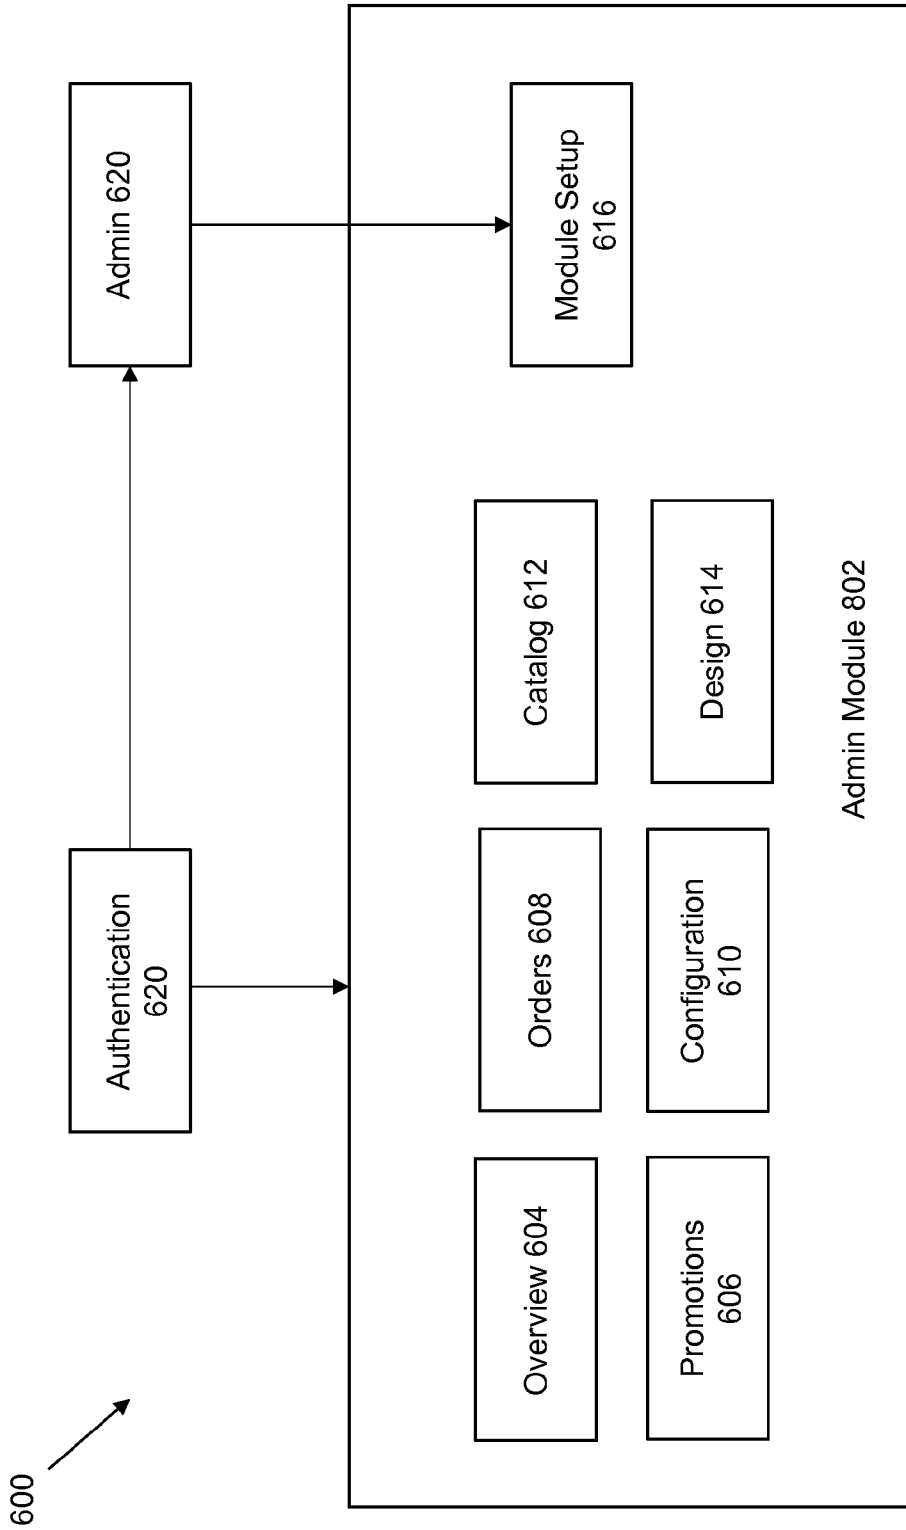 600
Authentication
620
Admin 620
Overview 604
Orders 608
Catalog 612
Module Setup
616
Promotions
606
Configuration
610
Design 614
Admin Module 802